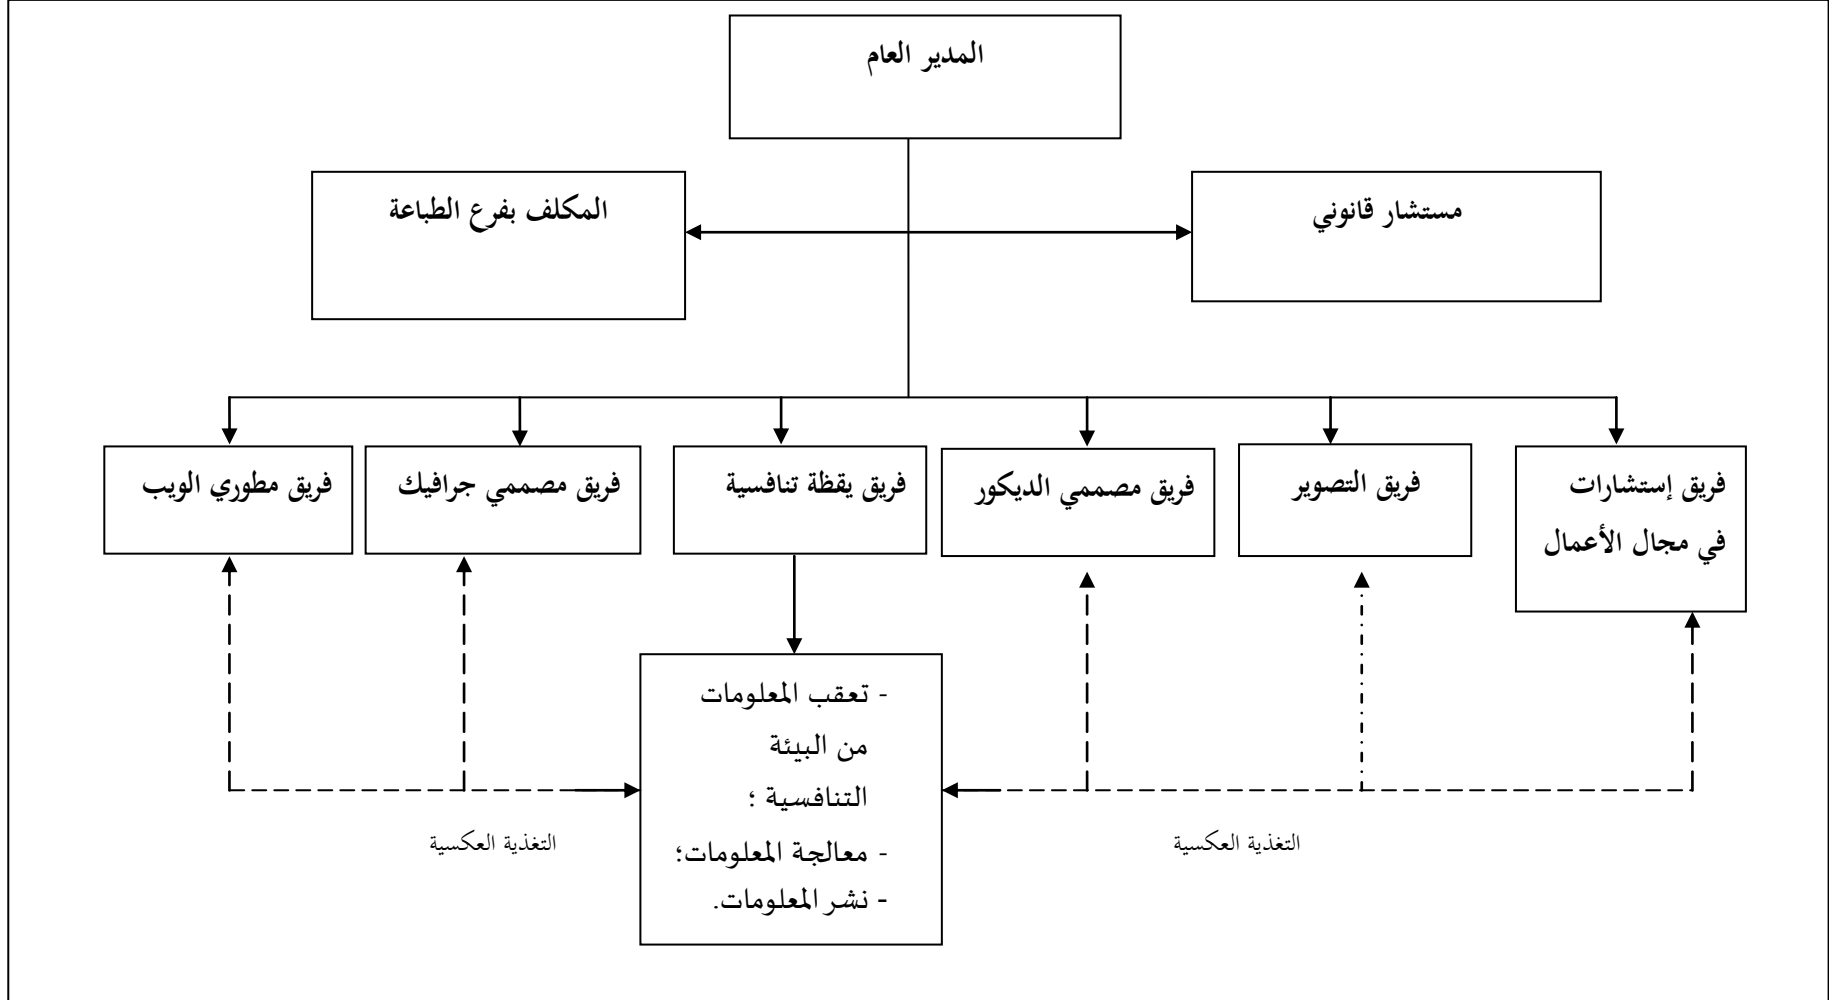 المدير العام
مستشار قانوني
المكلف بفرع الطباعة
فريق إستشارات
في مجال الأعمال
فريق التصوير
فريق مصممي الديكور
فريق يقظة تنافسية
فريق مصممي جرافيك
فريق مطوري الويب
- تعقب المعلومات
من البيئة
التنافسية ؛
- معالجة المعلومات؛
- نشر المعلومات.
التغذية العكسية
التغذية العكسية